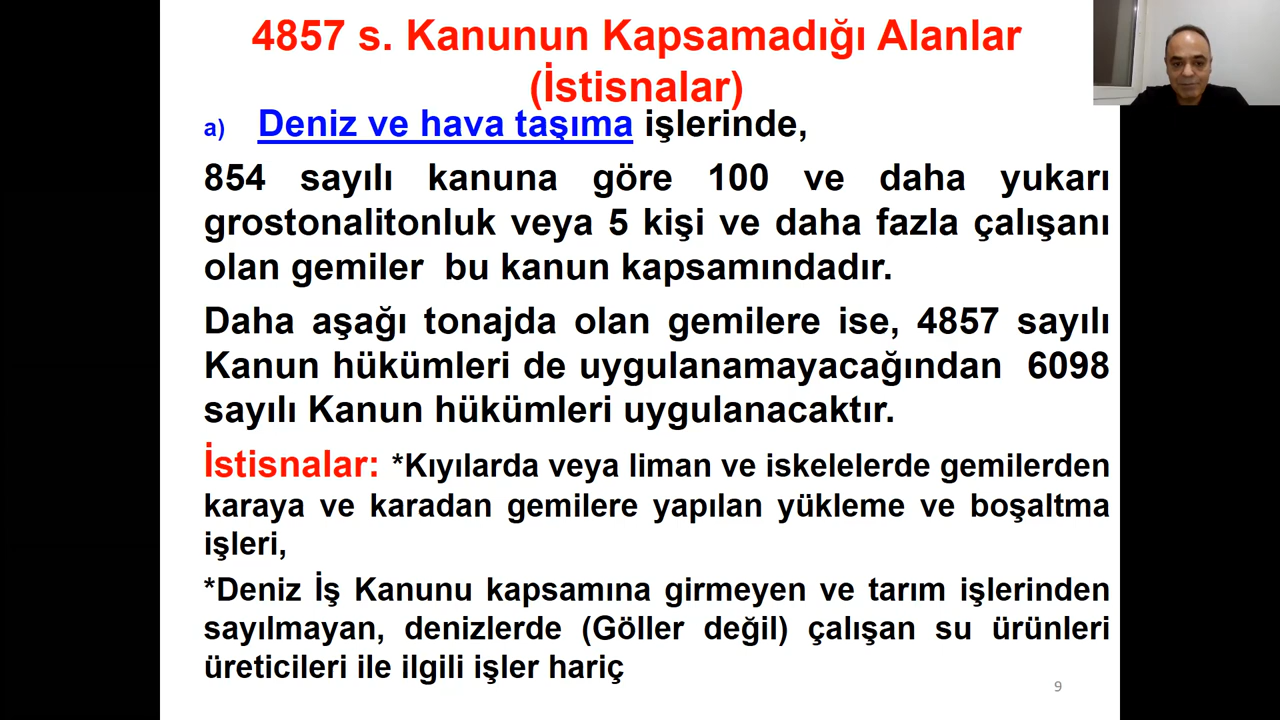 4857 s. Kanunun Kapsamadığı Alanlar
(İstisnalar)
a) Deniz ve hava taşıma işlerinde,
854 sayılı kanuna göre 100 ve daha yukarı
grostonalitonluk veya 5 kişi ve daha fazla çalışanı
olan gemiler bu kanun kapsamındadır.
Daha aşağı tonajda olan gemilere ise, 4857 sayılı
Kanun hükümleri de uygulanamayacağından 6098
sayılı Kanun hükümleri uygulanacaktır.
İstisnalar: *Kıyılarda veya liman ve iskelelerde gemilerden
karaya ve karadan gemilere yapılan yükleme ve boşaltma
işleri,
*Deniz İş Kanunu kapsamına girmeyen ve tarım işlerinden
sayılmayan, denizlerde (Göller değil) çalışan su ürünleri
üreticileri ile ilgili işler hariç
9